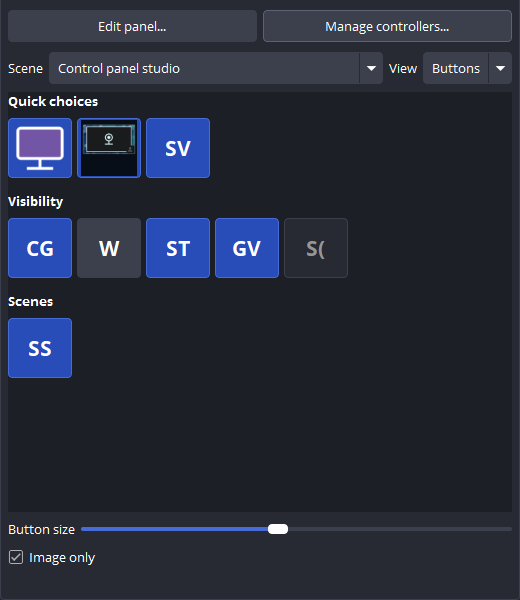 Edit panel...
Manage controllers...
Scene
Control panel studio
View
Buttons
Quick choices
SV
Visibility
CG
W
ST
GV
S(
Scenes
SS
Button size
Image only